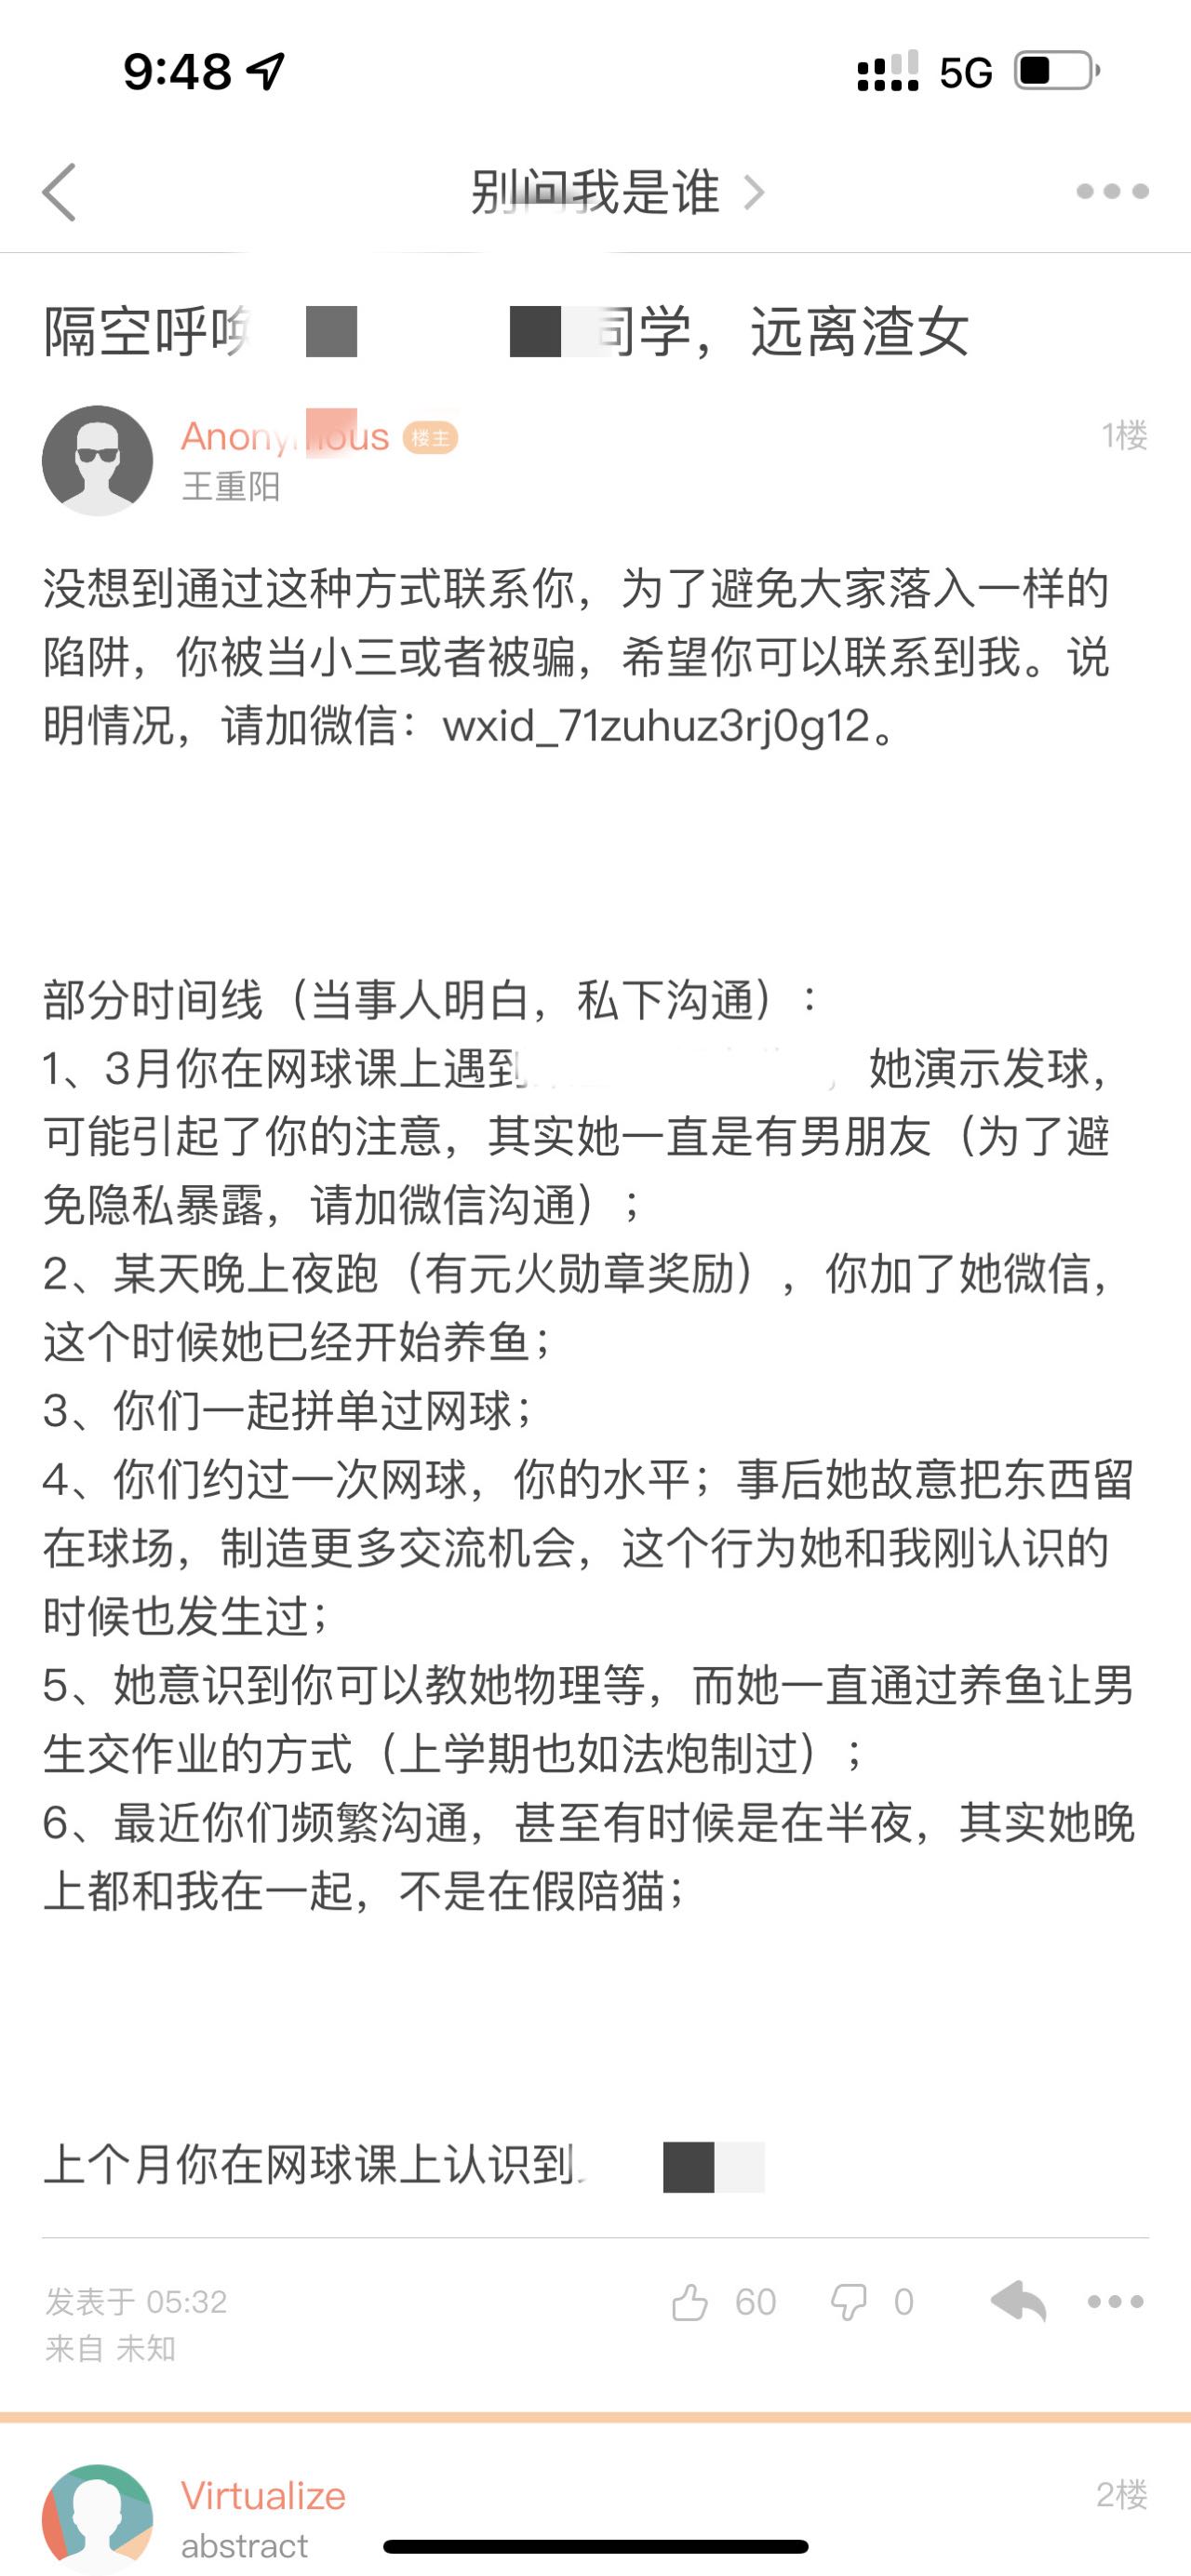 9:48
5G
别问我是谁
隔空呼唤 同学，远离渣女
Anonymous 楼主
1楼
王重阳
没想到通过这种方式联系你，为了避免大家落入一样的
陷阱，你被当小三或者被骗，希望你可以联系到我。说
明情况，请加微信：wxid_71zuhuz3rj0g12。
部分时间线（当事人明白，私下沟通）：
1、3月你在网球课上遇到 她演示发球，
可能引起了你的注意，其实她一直是有男朋友（为了避
免隐私暴露，请加微信沟通）；
2、某天晚上夜跑（有元火勋章奖励），你加了她微信，
这个时候她已经开始养鱼；
3、你们一起拼单过网球；
4、你们约过一次网球，你的水平；事后她故意把东西留
在球场，制造更多交流机会，这个行为她和我刚认识的
时候也发生过；
5、她意识到你可以教她物理等，而她一直通过养鱼让男
生交作业的方式（上学期也如法炮制过）；
6、最近你们频繁沟通，甚至有时候是在半夜，其实她晚
上都和我在一起，不是在假陪猫；
上个月你在网球课上认识到
发表于 05:32
60
0
来自 未知
Virtualize
2楼
abstract